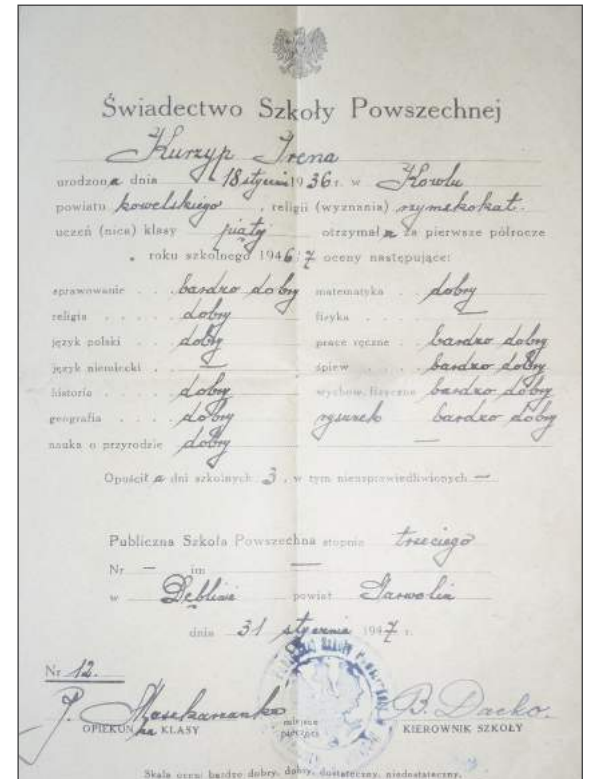 Świadectwo Szkoły Powszechnej
Kurzyp Irena
urodzona dnia 18 stycznia 1936 r. w Kowlu
powiatu kowelskiego, religii (wyznania) rzymskokat.
uczeń (nica) klasy piątej otrzymała za pierwsze półrocze
roku szkolnego 1946/7 oceny następujące:
sprawowanie . . bardzo dobry matematyka . . dobry
religia . . . . dobry fizyka . . . —
język polski . . dobry prace ręczne . bardzo dobry
język niemiecki . — śpiew . . . bardzo dobry
historia . . . . dobry wychow. fizyczne bardzo dobry
geografia . . . dobry rysunek bardzo dobry
nauka o przyrodzie dobry —
Opuścił a dni szkolnych 3, w tym nieusprawiedliwionych —
Publiczna Szkoła Powszechna stopnia trzeciego
Nr — im —
w Dęblinie powiat Garwolin
dnia 31 stycznia 1947 r.
Nr 12.
B. Dacko.
OPIEKUNka KLASY miejsce pieczęci KIEROWNIK SZKOŁY
Skala ocen: bardzo dobry, dobry, dostateczny, niedostateczny.